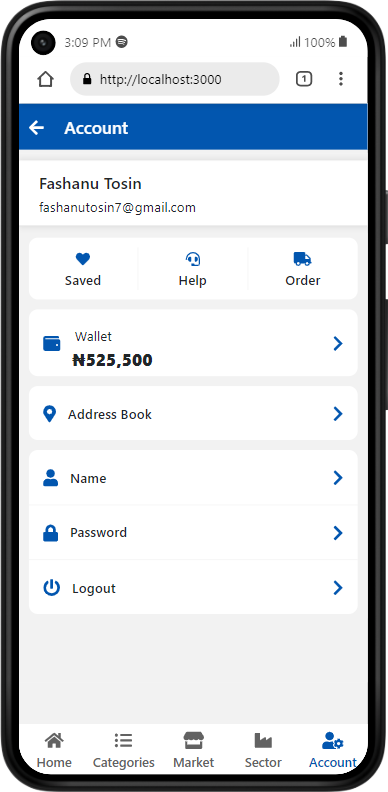 3:09 PM 100%
http://localhost:3000 1
Account
Fashanu Tosin
fashanutosin7@gmail.com
Saved Help Order
Wallet
₦525,500
Address Book
Name
Password
Logout
Home Categories Market Sector Account